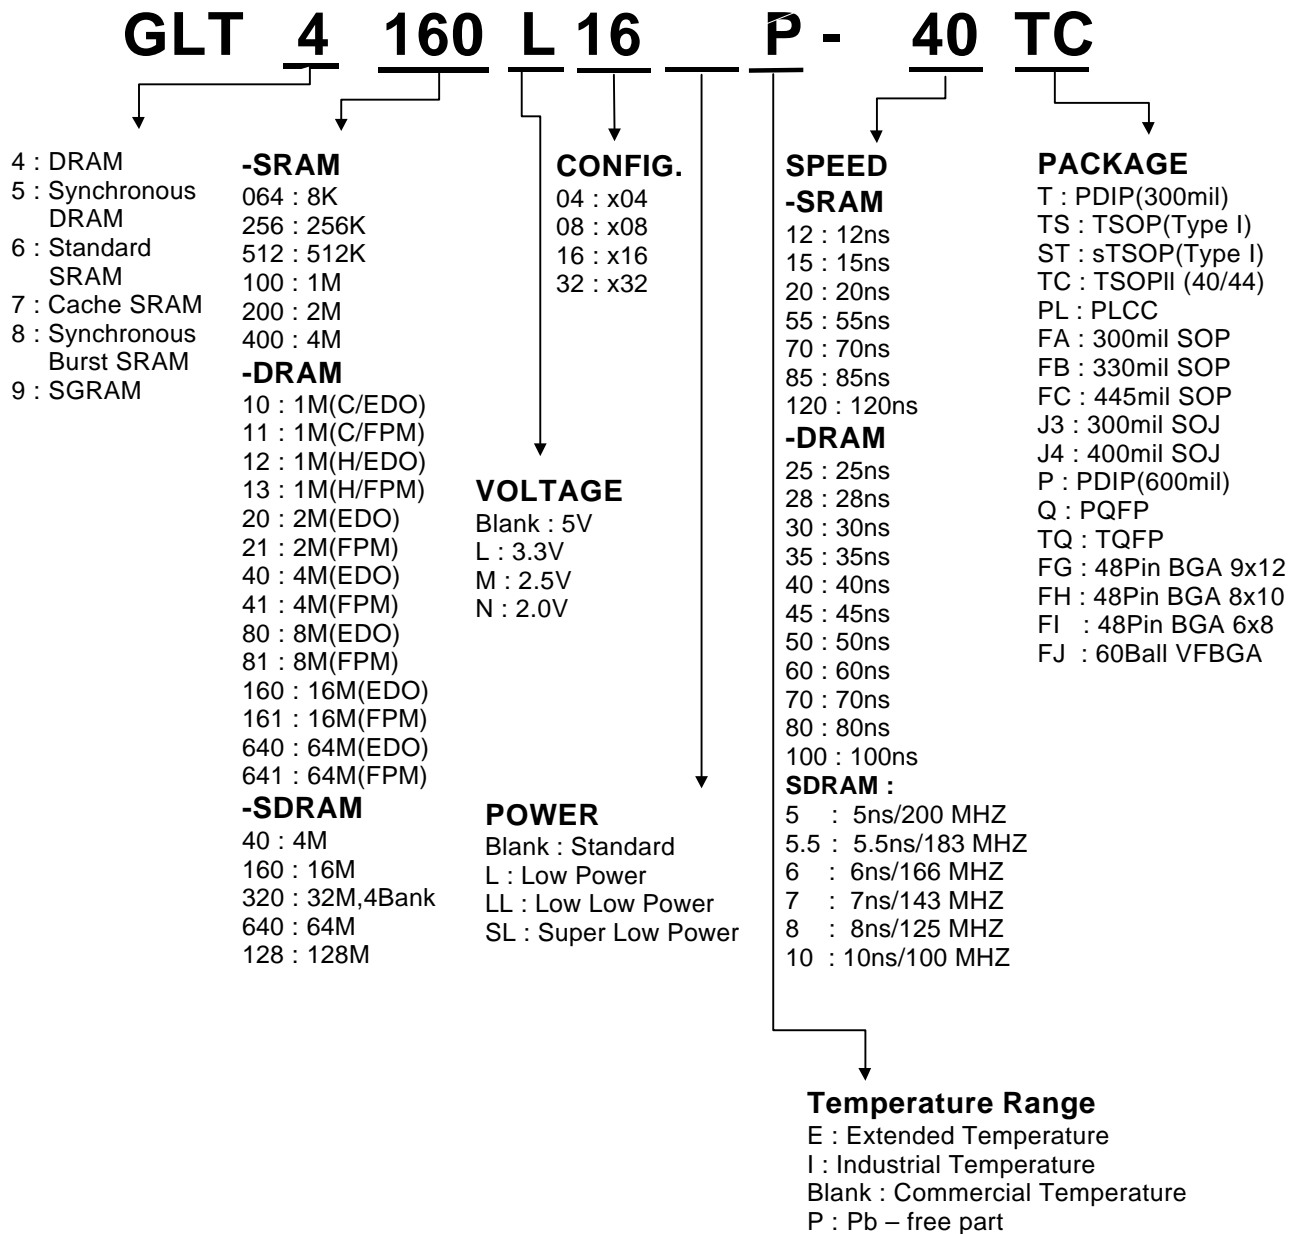 GLT 4 160 L 16 P - 40 TC
4 : DRAM
5 : Synchronous
DRAM
6 : Standard
SRAM
7 : Cache SRAM
8 : Synchronous
Burst SRAM
9 : SGRAM
-SRAM
064 : 8K
256 : 256K
512 : 512K
100 : 1M
200 : 2M
400 : 4M
-DRAM
10 : 1M(C/EDO)
11 : 1M(C/FPM)
12 : 1M(H/EDO)
13 : 1M(H/FPM)
20 : 2M(EDO)
21 : 2M(FPM)
40 : 4M(EDO)
41 : 4M(FPM)
80 : 8M(EDO)
81 : 8M(FPM)
160 : 16M(EDO)
161 : 16M(FPM)
640 : 64M(EDO)
641 : 64M(FPM)
-SDRAM
40 : 4M
160 : 16M
320 : 32M,4Bank
640 : 64M
128 : 128M
VOLTAGE
Blank : 5V
L : 3.3V
M : 2.5V
N : 2.0V
CONFIG.
04 : x04
08 : x08
16 : x16
32 : x32
POWER
Blank : Standard
L : Low Power
LL : Low Low Power
SL : Super Low Power
SPEED
-SRAM
12 : 12ns
15 : 15ns
20 : 20ns
55 : 55ns
70 : 70ns
85 : 85ns
120 : 120ns
-DRAM
25 : 25ns
28 : 28ns
30 : 30ns
35 : 35ns
40 : 40ns
45 : 45ns
50 : 50ns
60 : 60ns
70 : 70ns
80 : 80ns
100 : 100ns
SDRAM :
5 : 5ns/200 MHZ
5.5 : 5.5ns/183 MHZ
6 : 6ns/166 MHZ
7 : 7ns/143 MHZ
8 : 8ns/125 MHZ
10 : 10ns/100 MHZ
PACKAGE
T : PDIP(300mil)
TS : TSOP(Type I)
ST : sTSOP(Type I)
TC : TSOPll (40/44)
PL : PLCC
FA : 300mil SOP
FB : 330mil SOP
FC : 445mil SOP
J3 : 300mil SOJ
J4 : 400mil SOJ
P : PDIP(600mil)
Q : PQFP
TQ : TQFP
FG : 48Pin BGA 9x12
FH : 48Pin BGA 8x10
FI : 48Pin BGA 6x8
FJ : 60Ball VFBGA
Temperature Range
E : Extended Temperature
I : Industrial Temperature
Blank : Commercial Temperature
P : Pb – free part